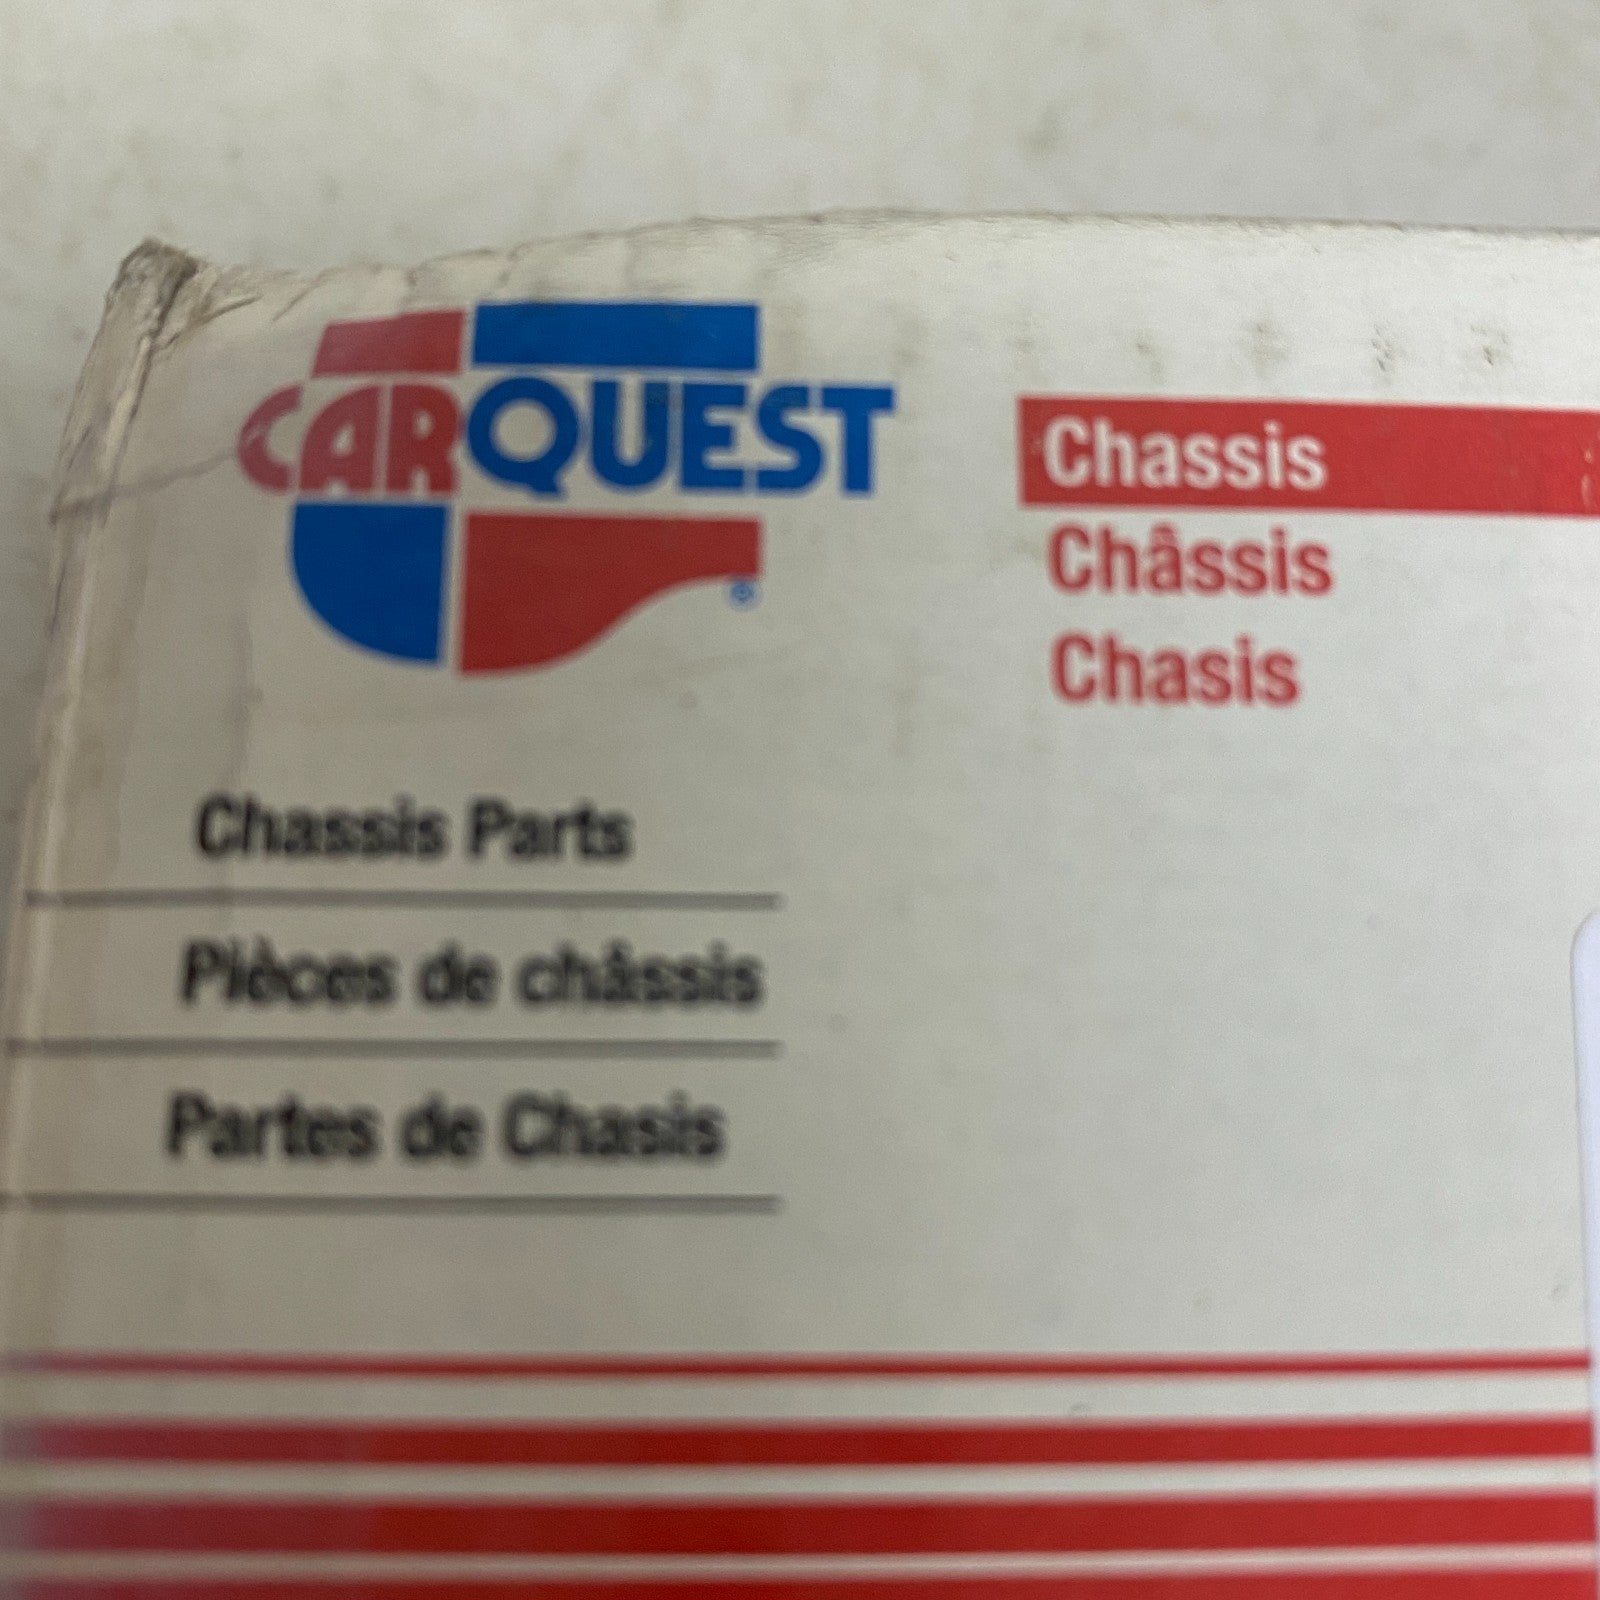 CARQUEST
Chassis
Châssis
Chasis
Chassis Parts
Pièces de châssis
Partes de Chasis